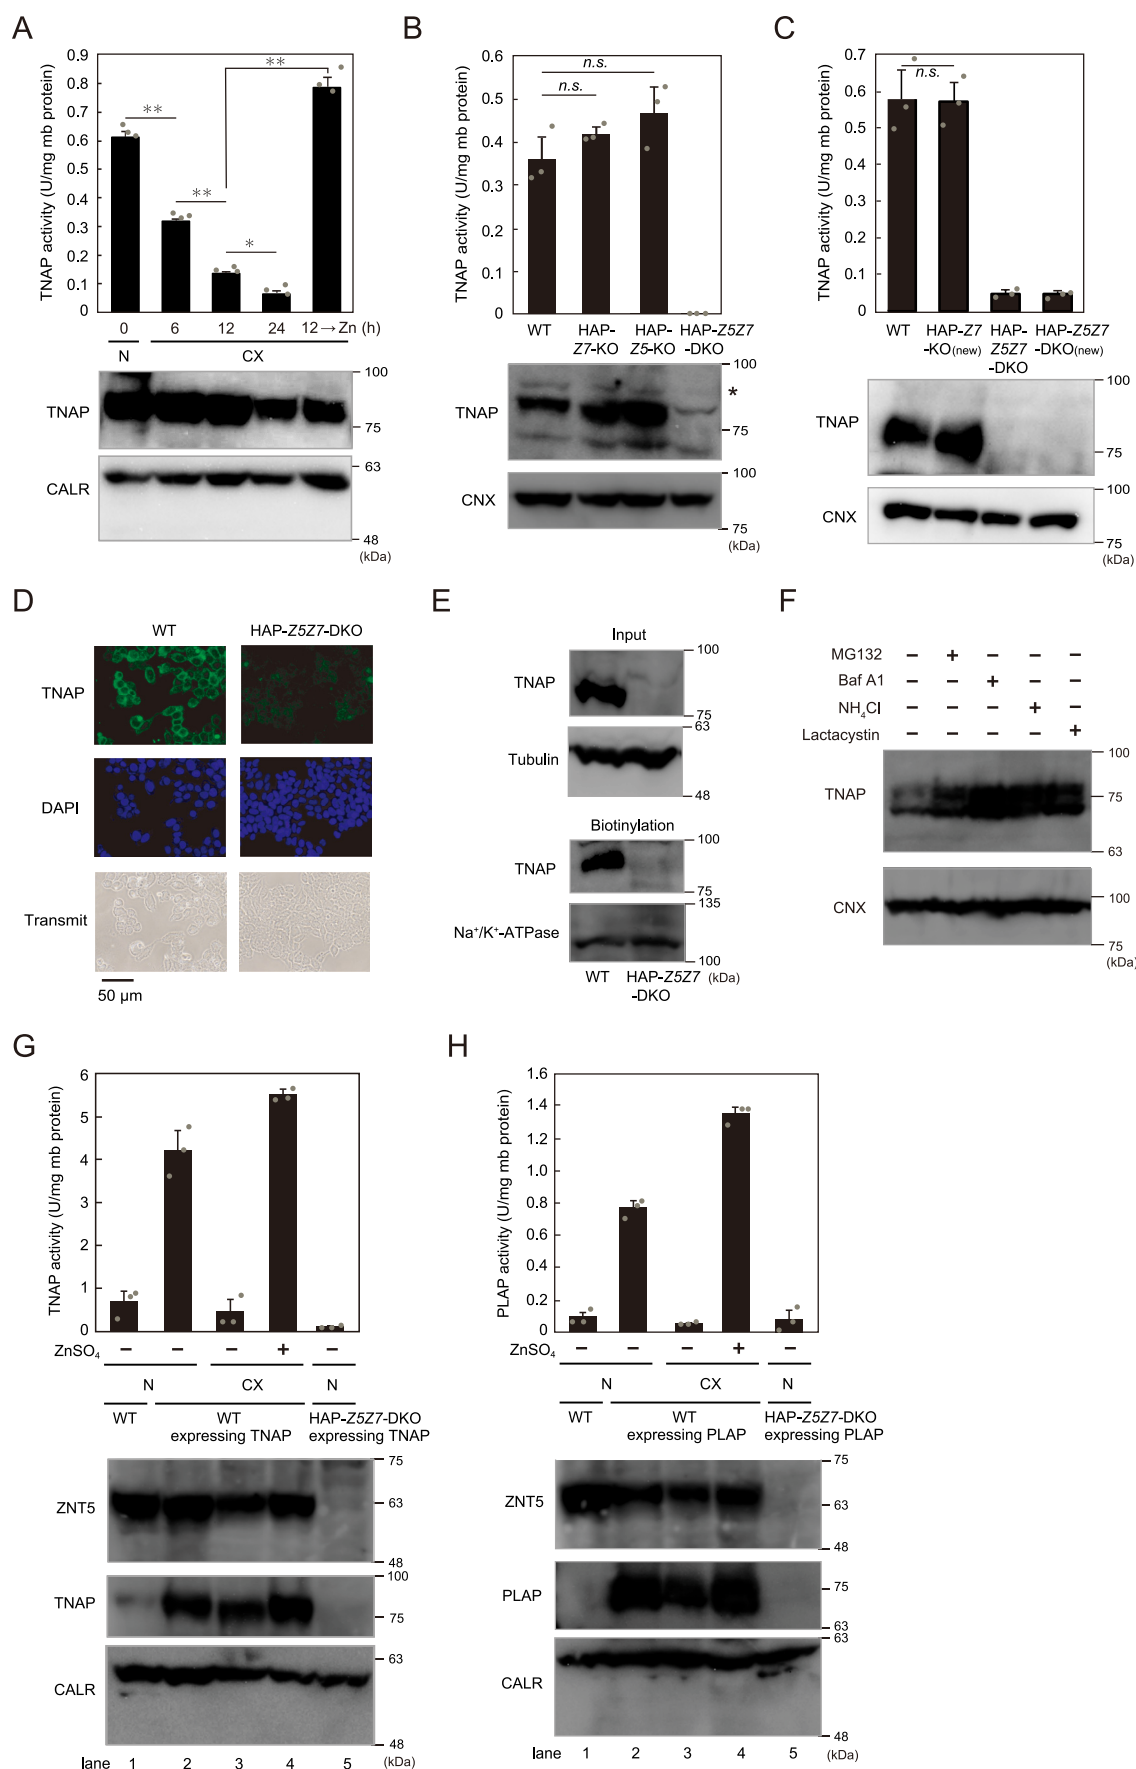 A
TNAP activity (U/mg mb protein)
0.9
0.8
0.7
0.6
0.5
0.4
0.3
0.2
0.1
0
**
**
*
**
0 6 12 24 12→Zn (h)
N CX
TNAP
100
75
CALR
63
48
(kDa)
B
TNAP activity (U/mg mb protein)
0.6
0.5
0.4
0.3
0.2
0.1
0
n.s.
n.s.
WT HAP-Z7-KO HAP-Z5-KO HAP-Z5Z7-DKO
TNAP
100
*
75
CNX
100
75
(kDa)
C
TNAP activity (U/mg mb protein)
0.7
0.6
0.5
0.4
0.3
0.2
0.1
0
n.s.
WT HAP-Z7-KO(new) HAP-Z5Z7-DKO HAP-Z5Z7-DKO(new)
TNAP
100
75
CNX
100
75
(kDa)
D
WT HAP-Z5Z7-DKO
TNAP
DAPI
Transmit
50 µm
E
Input
TNAP
100
75
Tubulin
63
48
Biotinylation
TNAP
100
75
Na⁺/K⁺-ATPase
135
100
WT HAP-Z5Z7-DKO (kDa)
F
MG132 − + − − −
Baf A1 − − + − −
NH₄Cl − − − + −
Lactacystin − − − − +
TNAP
100
75
63
CNX
100
75
(kDa)
G
TNAP activity (U/mg mb protein)
6
5
4
3
2
1
0
ZnSO₄ − − − + −
N CX N
WT WT expressing TNAP HAP-Z5Z7-DKO expressing TNAP
ZNT5
75
63
48
TNAP
100
75
CALR
63
48
lane 1 2 3 4 5 (kDa)
H
PLAP activity (U/mg mb protein)
1.6
1.4
1.2
1.0
0.8
0.6
0.4
0.2
0
ZnSO₄ − − − + −
N CX N
WT WT expressing PLAP HAP-Z5Z7-DKO expressing PLAP
ZNT5
75
63
48
PLAP
75
63
CALR
63
48
lane 1 2 3 4 5 (kDa)